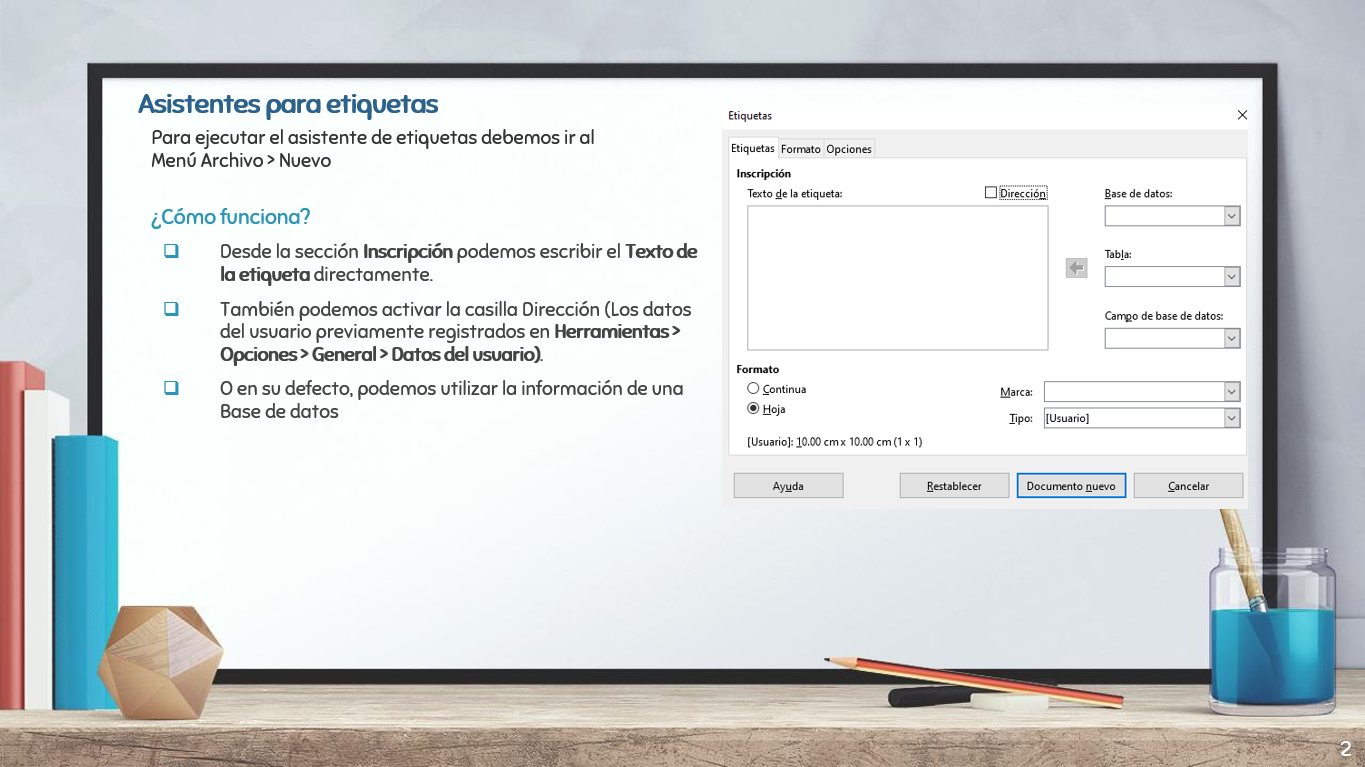 Asistentes para etiquetas
Para ejecutar el asistente de etiquetas debemos ir al
Menú Archivo > Nuevo
¿Cómo funciona?
Desde la sección Inscripción podemos escribir el Texto de
la etiqueta directamente.
También podemos activar la casilla Dirección (Los datos
del usuario previamente registrados en Herramientas >
Opciones > General > Datos del usuario).
O en su defecto, podemos utilizar la información de una
Base de datos
Etiquetas
Etiquetas Formato Opciones
Inscripción
Texto de la etiqueta: Dirección
Base de datos:
Tabla:
Campo de base de datos:
Formato
Continua
Hoja
Marca:
Tipo: [Usuario]
[Usuario]: 10.00 cm x 10.00 cm (1 x 1)
Ayuda Restablecer Documento nuevo Cancelar
2